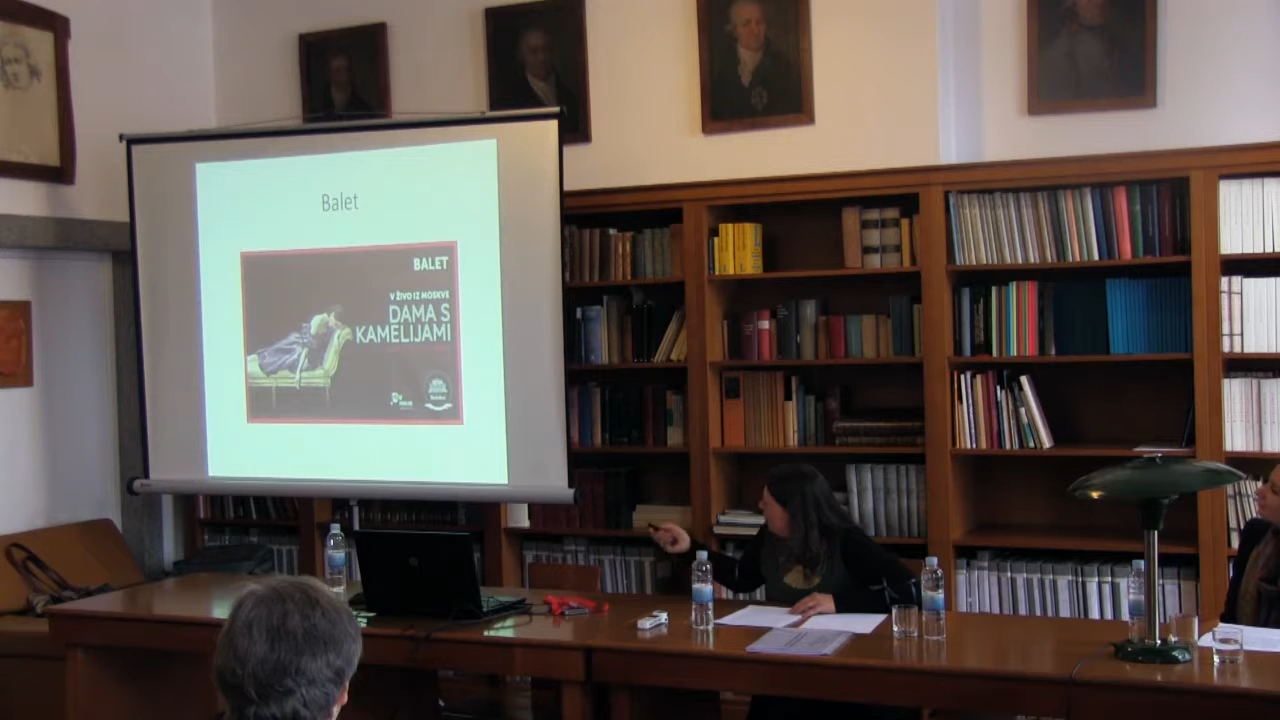 Balet
BALET
V ŽIVO IZ MOSKVE
DAMA S
KAMELIJAMI